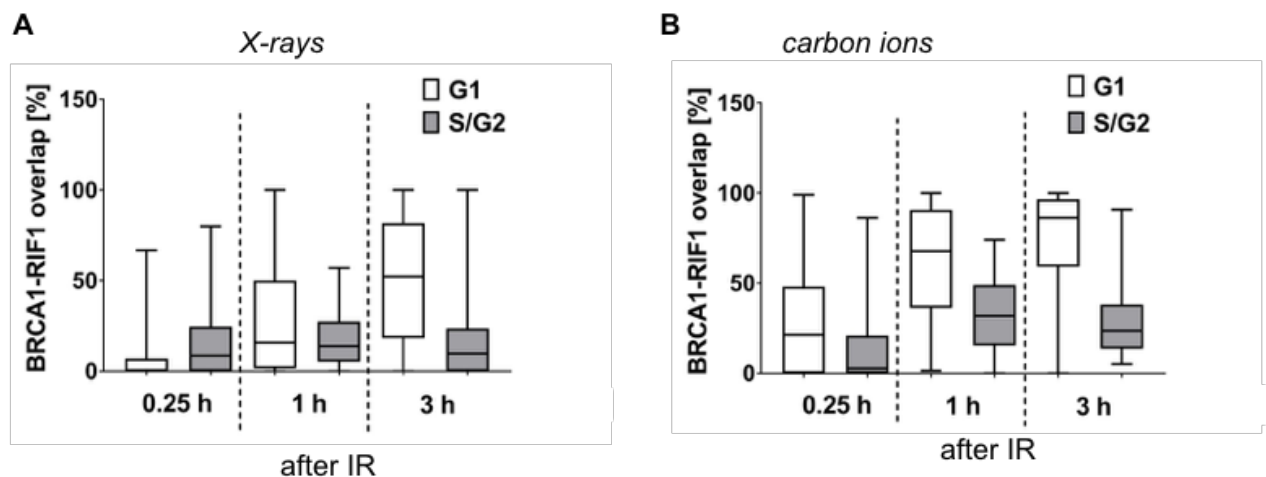 A
X-rays
BRCA1-RIF1 overlap [%]
150
100
50
0
G1
S/G2
0.25 h
1 h
3 h
after IR
B
carbon ions
BRCA1-RIF1 overlap [%]
150
100
50
0
G1
S/G2
0.25 h
1 h
3 h
after IR